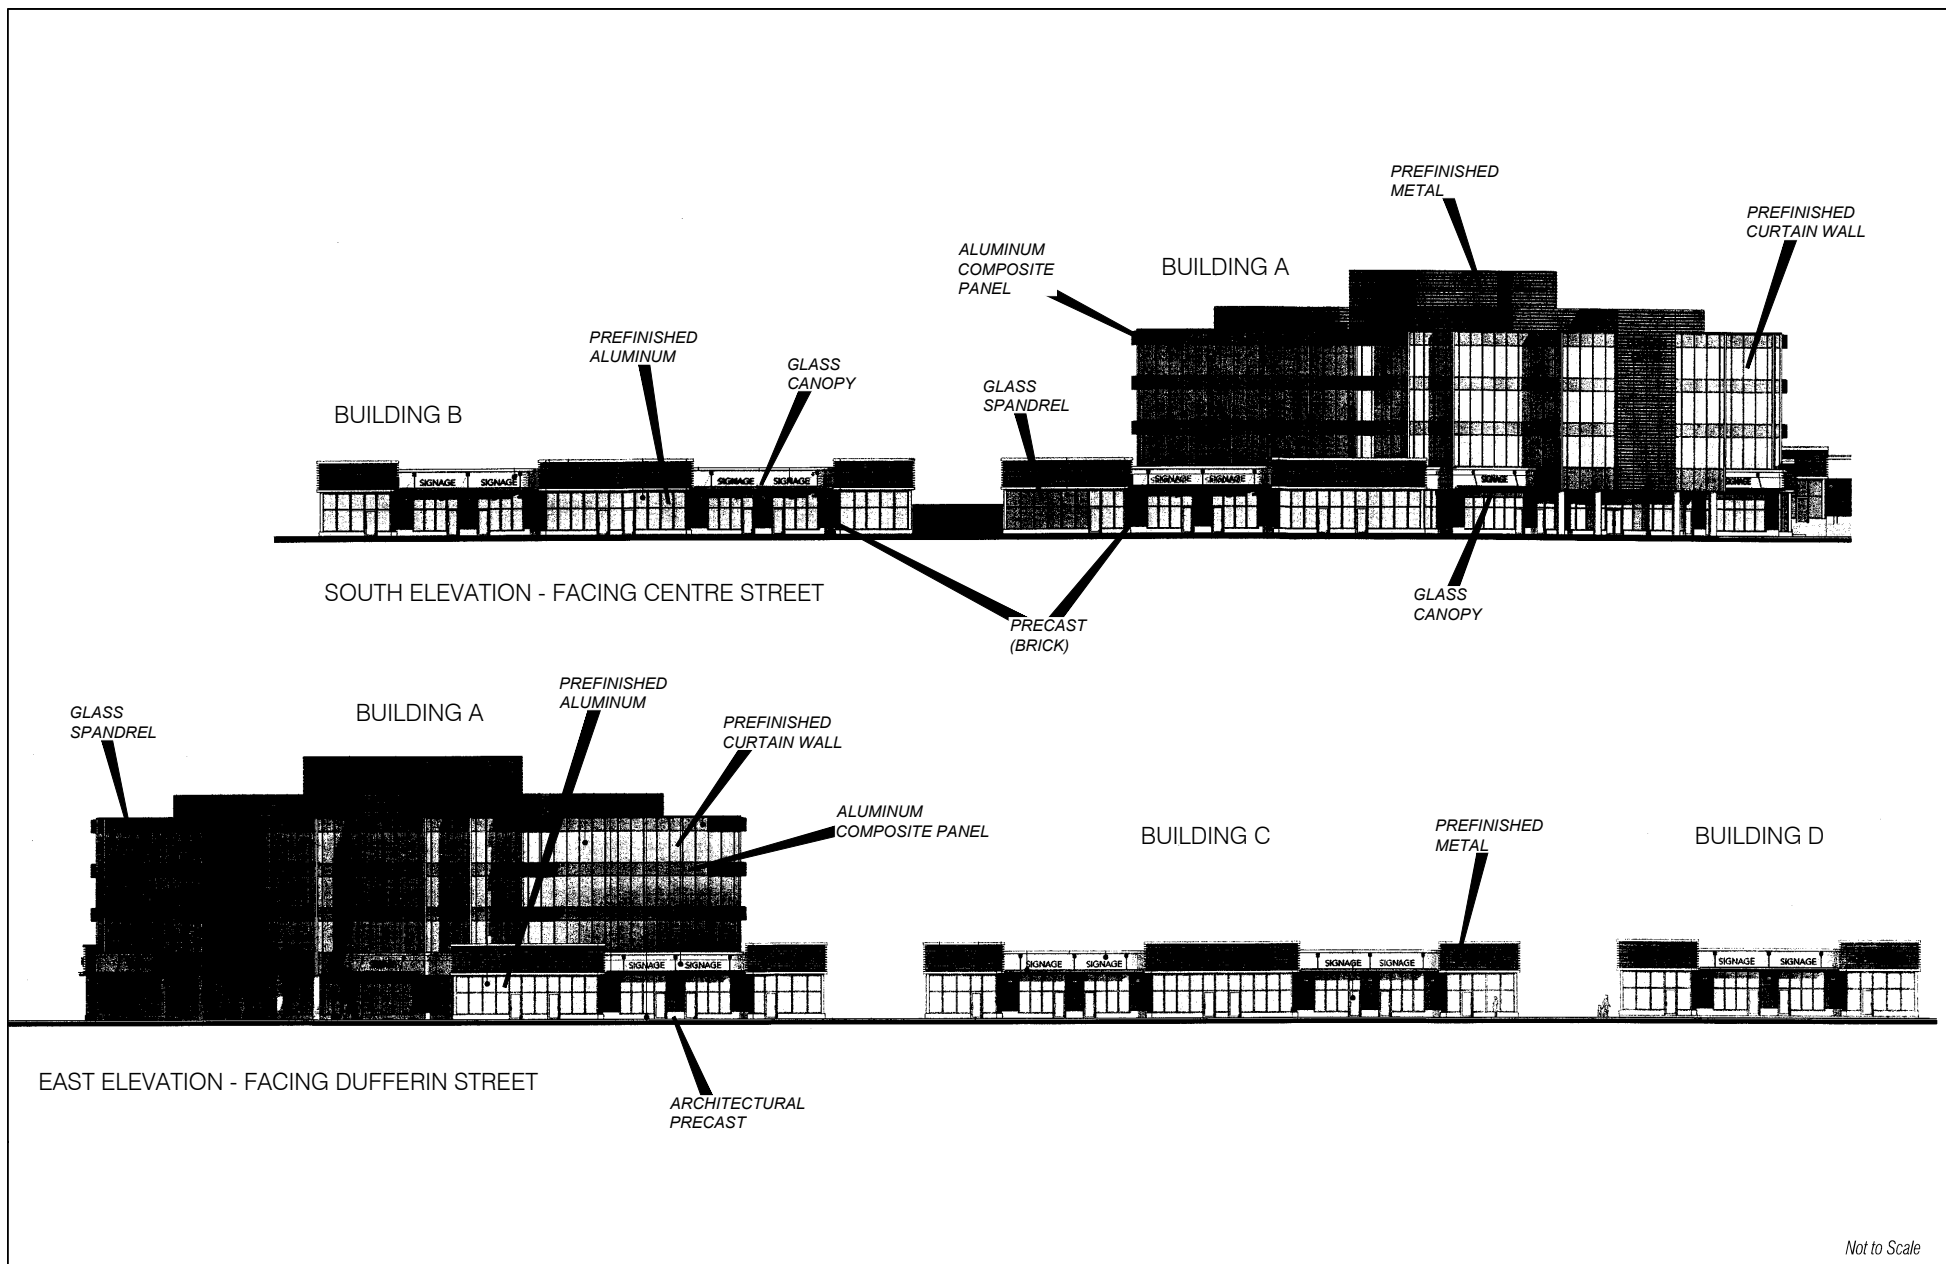 PREFINISHED
METAL
PREFINISHED
CURTAIN WALL
ALUMINUM
COMPOSITE
PANEL
BUILDING A
PREFINISHED
ALUMINUM
GLASS
CANOPY
GLASS
SPANDREL
BUILDING B
SIGNAGE SIGNAGE SIGNAGE SIGNAGE SIGNAGE SIGNAGE SIGNAGE SIGNAGE
SOUTH ELEVATION - FACING CENTRE STREET
GLASS
CANOPY
PRECAST
(BRICK)
GLASS
SPANDREL
BUILDING A
PREFINISHED
ALUMINUM
PREFINISHED
CURTAIN WALL
ALUMINUM
COMPOSITE PANEL
BUILDING C
PREFINISHED
METAL
BUILDING D
SIGNAGE SIGNAGE SIGNAGE SIGNAGE SIGNAGE SIGNAGE SIGNAGE SIGNAGE
EAST ELEVATION - FACING DUFFERIN STREET
ARCHITECTURAL
PRECAST
Not to Scale